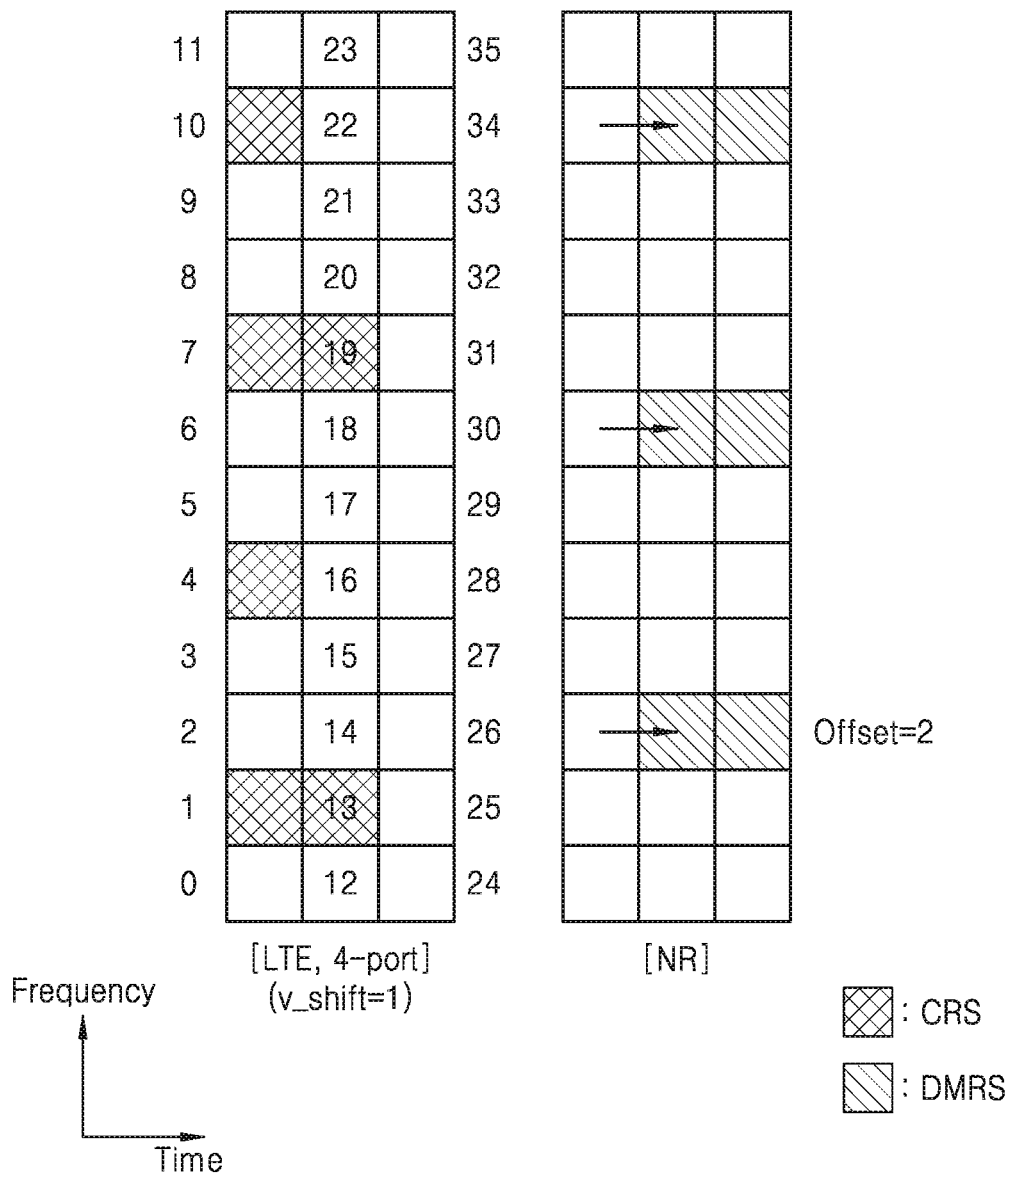 11 23 35
10 22 34
9 21 33
8 20 32
7 19 31
6 18 30
5 17 29
4 16 28
3 15 27
2 14 26 Offset=2
1 13 25
0 12 24
[LTE, 4-port] [NR]
(v_shift=1)
Frequency
Time
: CRS
: DMRS